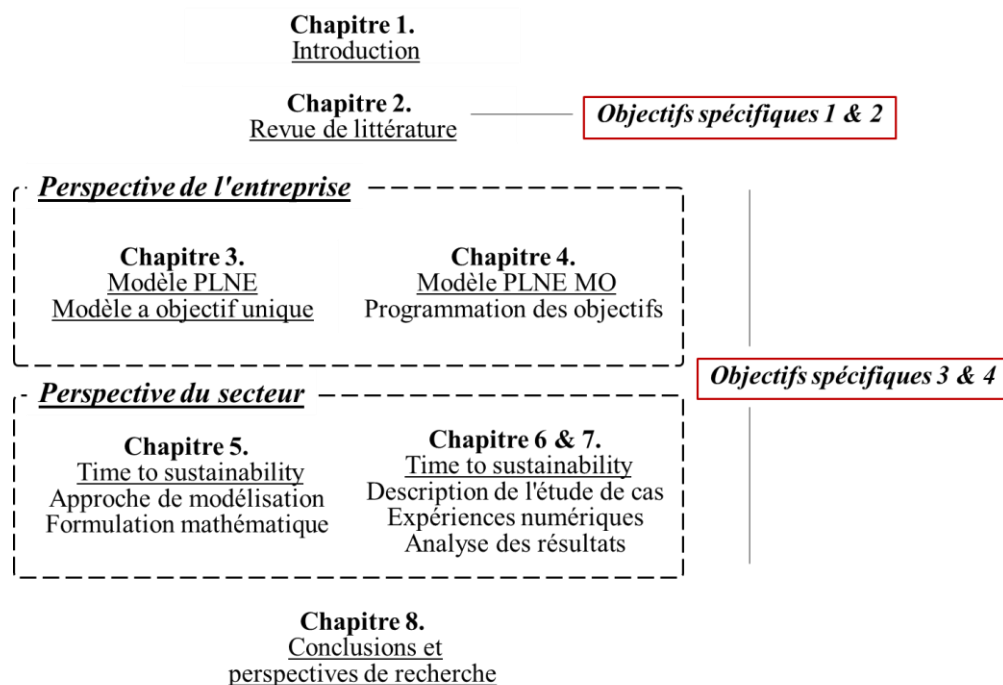 Chapitre 1.
Introduction
Chapitre 2.
Revue de littérature
Objectifs spécifiques 1 & 2
Perspective de l'entreprise
Chapitre 3.
Modèle PLNE
Modèle a objectif unique
Chapitre 4.
Modèle PLNE MO
Programmation des objectifs
Objectifs spécifiques 3 & 4
Perspective du secteur
Chapitre 5.
Time to sustainability
Approche de modélisation
Formulation mathématique
Chapitre 6 & 7.
Time to sustainability
Description de l'étude de cas
Expériences numériques
Analyse des résultats
Chapitre 8.
Conclusions et
perspectives de recherche